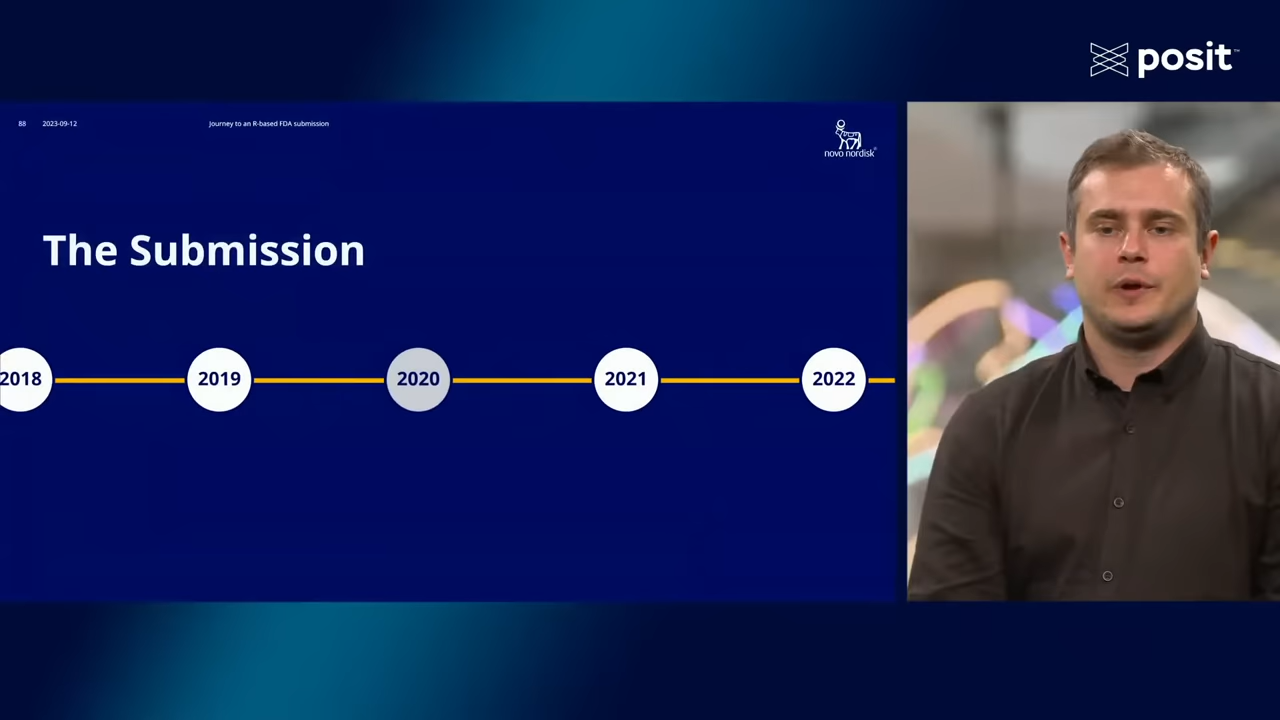 posit™
88 2023-09-12 Journey to an R-based FDA submission
novo nordisk®
The Submission
2018 2019 2020 2021 2022